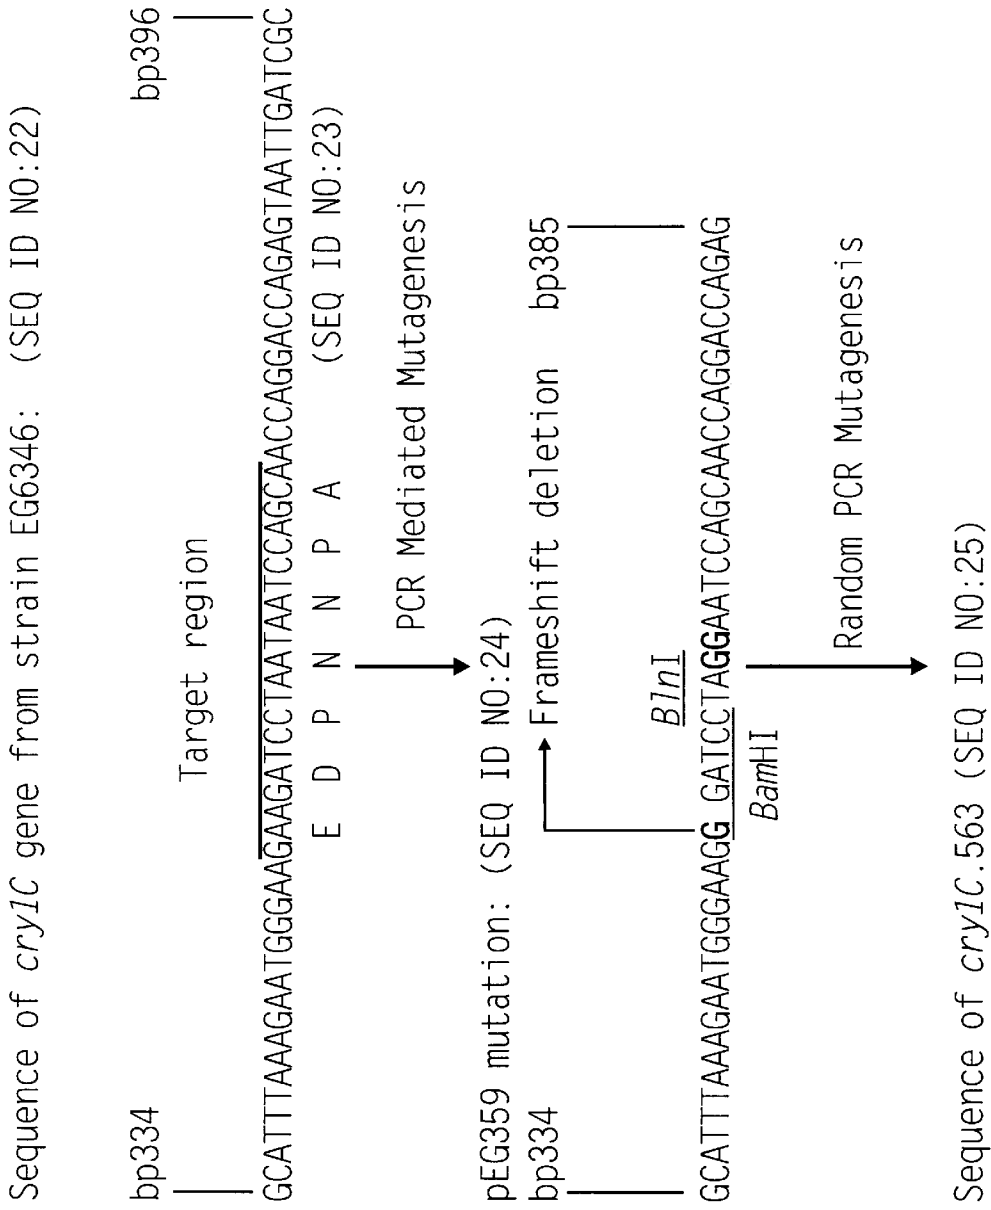 Sequence of cry1C gene from strain EG6346: (SEQ ID NO:22)
bp334 bp396
Target region
GCATTTAAAGAATGGGAAGAAGATCCTAATAATCCAGCAACCAGGACCAGAGTAATTGATCGC
E D P N N P A (SEQ ID NO:23)
PCR Mediated Mutagenesis
pEG359 mutation: (SEQ ID NO:24)
bp334 Frameshift deletion bp385
BlnI
GCATTTAAAGAATGGGAAGG GATCCTAGGAATCCAGCAACCAGGACCAGAG
BamHI
Random PCR Mutagenesis
Sequence of cry1C.563 (SEQ ID NO:25)